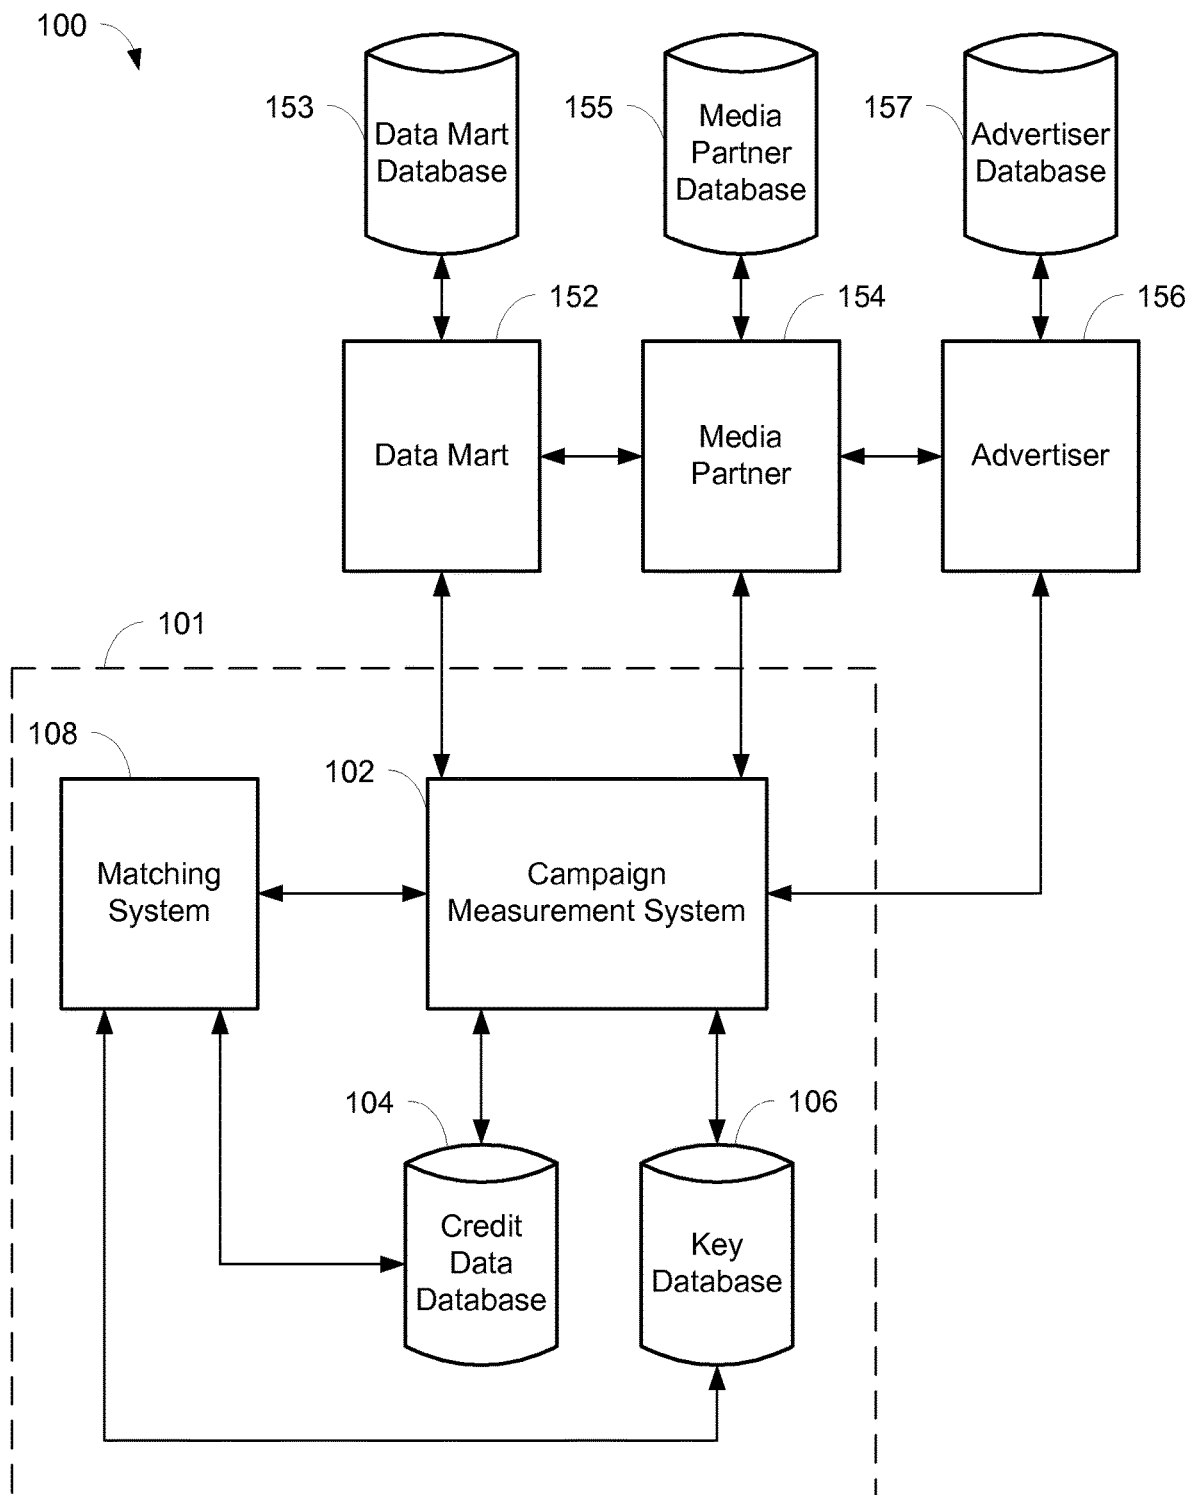 100
153
Data Mart
Database
155
Media
Partner
Database
157
Advertiser
Database
152
154
156
Data Mart
Media
Partner
Advertiser
101
108
102
Matching
System
Campaign
Measurement System
104
106
Credit
Data
Database
Key
Database